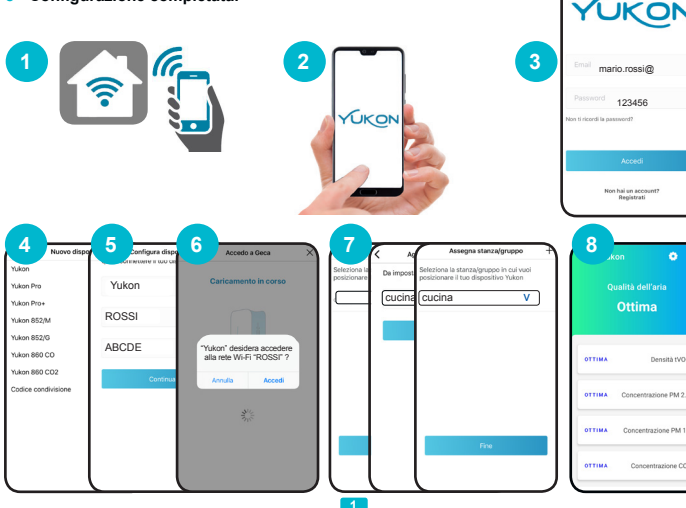 Configurazione completata.
1
2
YUKON
3
YUKON
Email
mario.rossi@
Password
123456
Non ti ricordi la password?
Accedi
Non hai un account?
Registrati
4
Nuovo dispo
Yukon
Yukon Pro
Yukon Pro+
Yukon 852/M
Yukon 852/G
Yukon 860 CO
Yukon 860 CO2
Codice condivisione
5
Configura dispo
Yukon
ROSSI
ABCDE
Continua
6
Accedo a Geca
Caricamento in corso
"Yukon" desidera accedere
alla rete Wi-Fi "ROSSI" ?
Annulla
Accedi
7
Seleziona la
posizionare
Ag
De impost
cucina
Assegna stanza/gruppo
+
Seleziona la stanza/gruppo in cui vuoi
posizionare il tuo dispositivo Yukon
cucina V
Fine
8
kon
Qualità dell'aria
Ottima
OTTIMA Densità tVO
OTTIMA Concentrazione PM 2.
OTTIMA Concentrazione PM 1
OTTIMA Concentrazione CO
1